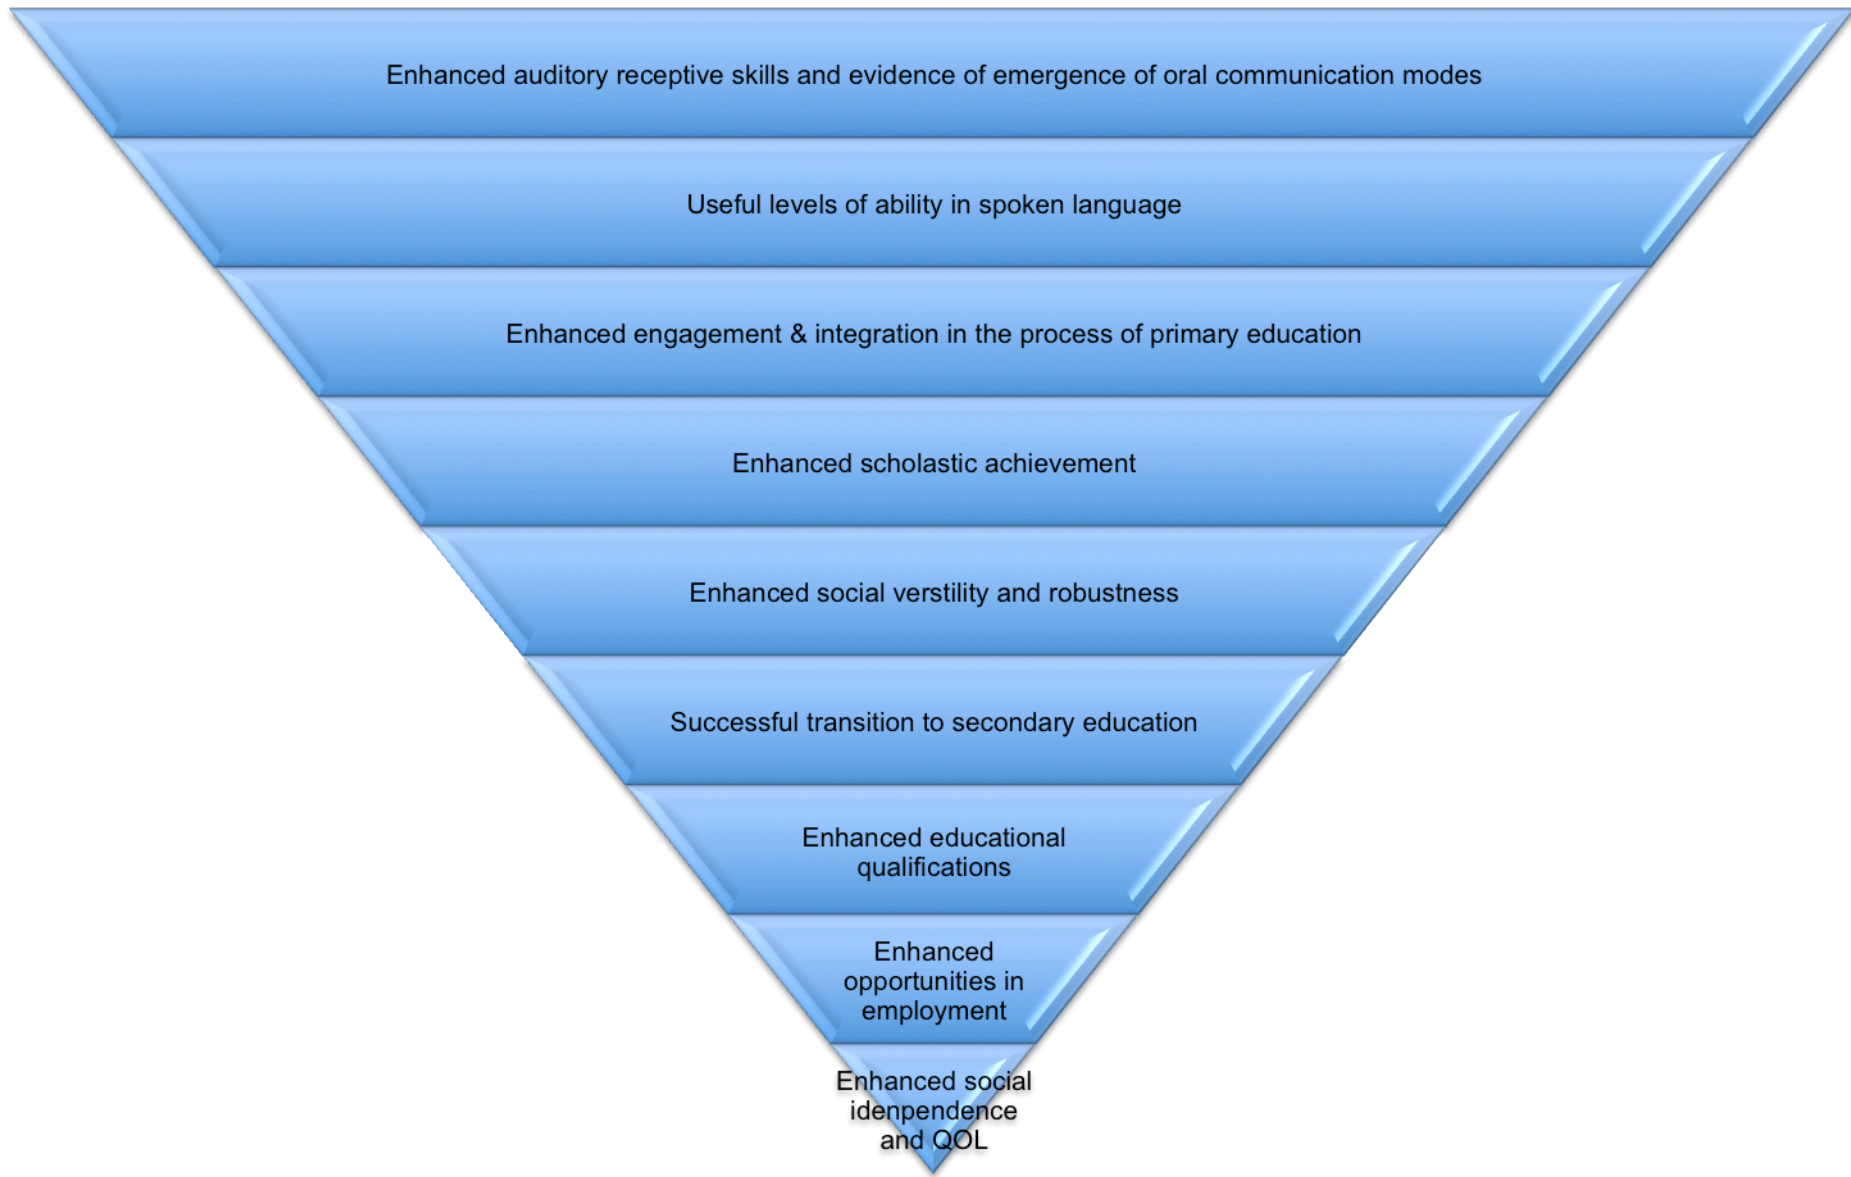 Enhanced auditory receptive skills and evidence of emergence of oral communication modes
Useful levels of ability in spoken language
Enhanced engagement & integration in the process of primary education
Enhanced scholastic achievement
Enhanced social verstility and robustness
Successful transition to secondary education
Enhanced educational
qualifications
Enhanced
opportunities in
employment
Enhanced social
idenpendence
and QOL